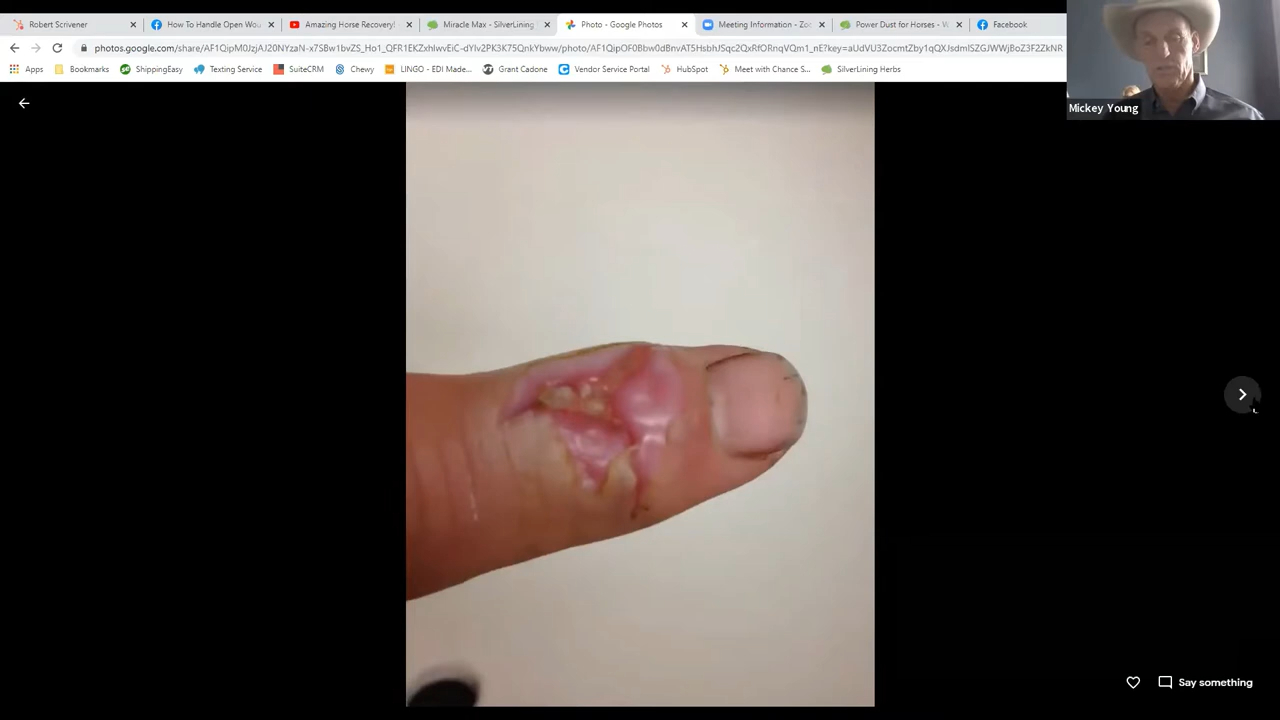 Robert Scrivener
How To Handle Open Wou
Amazing Horse Recovery!
Miracle Max - SilverLining
Photo - Google Photos
Meeting Information - Zoo
Power Dust for Horses - W
Facebook
Apps
Bookmarks
ShippingEasy
Texting Service
SuiteCRM
Chewy
LINGO - EDI Made...
Grant Cadone
Vendor Service Portal
HubSpot
Meet with Chance S...
SilverLining Herbs
Mickey Young
Say something